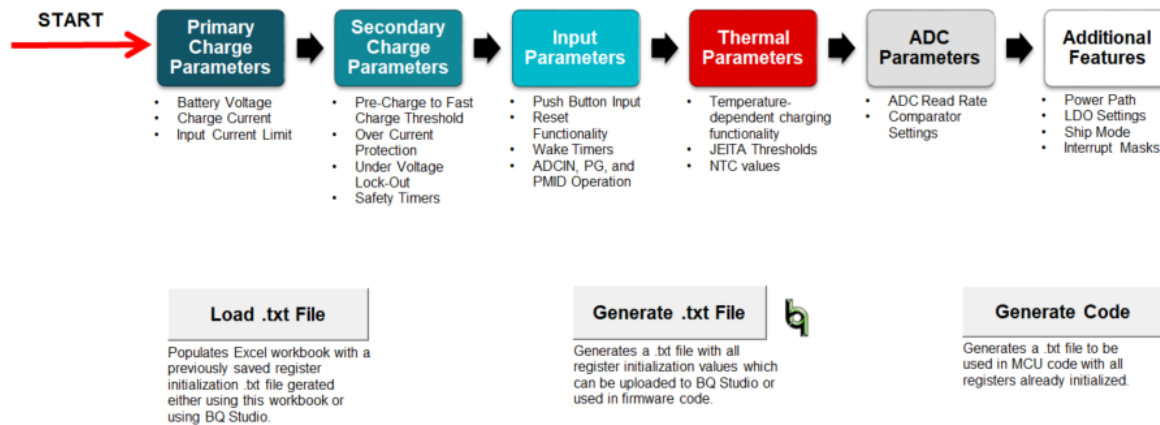 START
Primary
Charge
Parameters
Secondary
Charge
Parameters
Input
Parameters
Thermal
Parameters
ADC
Parameters
Additional
Features
• Battery Voltage
• Charge Current
• Input Current Limit
• Pre-Charge to Fast
Charge Threshold
• Over Current
Protection
• Under Voltage
Lock-Out
• Safety Timers
• Push Button Input
• Reset
Functionality
• Wake Timers
• ADCIN, PG, and
PMID Operation
• Temperature-
dependent charging
functionality
• JEITA Thresholds
• NTC values
• ADC Read Rate
• Comparator
Settings
• Power Path
• LDO Settings
• Ship Mode
• Interrupt Masks
Load .txt File
Populates Excel workbook with a
previously saved register
initialization .txt file gerated
either using this workbook or
using BQ Studio.
Generate .txt File
bq
Generates a .txt file with all
register initialization values which
can be uploaded to BQ Studio or
used in firmware code.
Generate Code
Generates a .txt file to be
used in MCU code with all
registers already initialized.